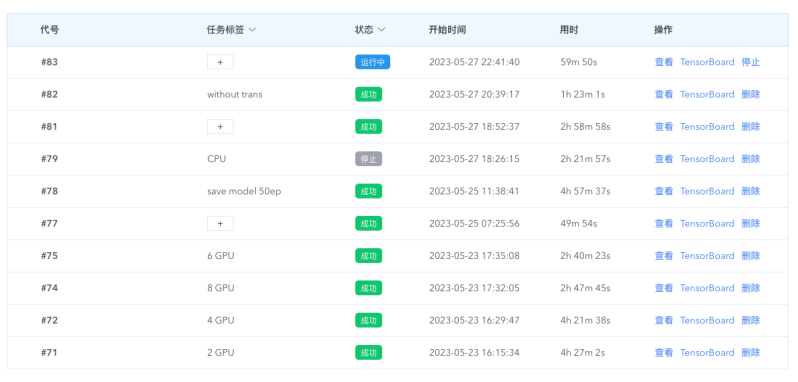 代号 任务标签 状态 开始时间 用时 操作
#83 + 运行中 2023-05-27 22:41:40 59m 50s 查看 TensorBoard 停止
#82 without trans 成功 2023-05-27 20:39:17 1h 23m 1s 查看 TensorBoard 删除
#81 + 成功 2023-05-27 18:52:37 2h 58m 58s 查看 TensorBoard 删除
#79 CPU 停止 2023-05-27 18:26:15 2h 21m 57s 查看 TensorBoard 删除
#78 save model 50ep 成功 2023-05-25 11:38:41 4h 57m 37s 查看 TensorBoard 删除
#77 + 成功 2023-05-25 07:25:56 49m 54s 查看 TensorBoard 删除
#75 6 GPU 成功 2023-05-23 17:35:08 2h 40m 23s 查看 TensorBoard 删除
#74 8 GPU 成功 2023-05-23 17:32:05 2h 47m 45s 查看 TensorBoard 删除
#72 4 GPU 成功 2023-05-23 16:29:47 4h 21m 38s 查看 TensorBoard 删除
#71 2 GPU 成功 2023-05-23 16:15:34 4h 27m 2s 查看 TensorBoard 删除